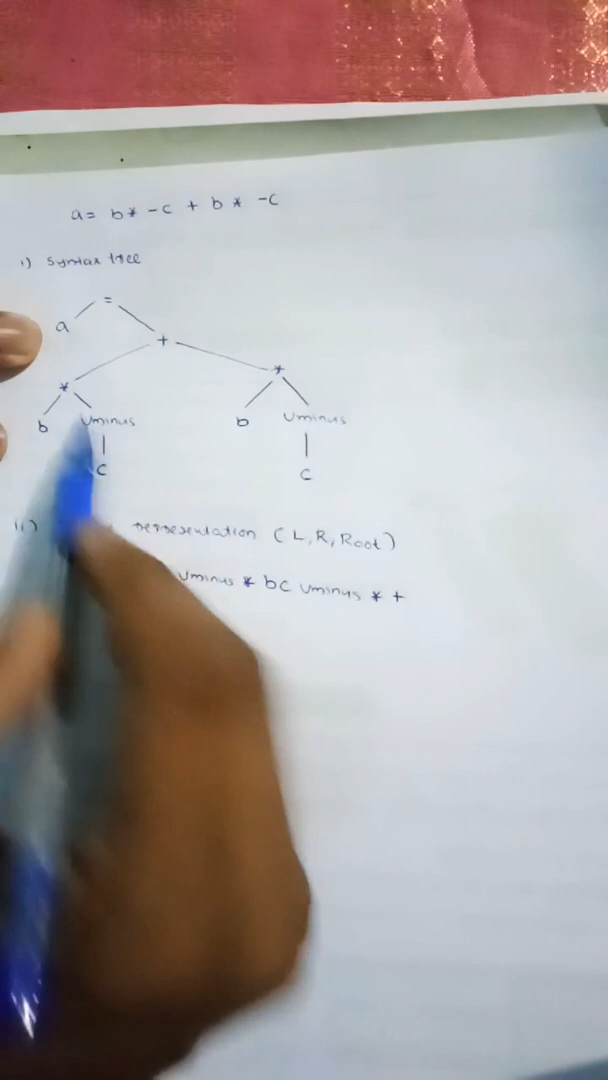 a= b* -c + b * -c
i) Syntax tree
=
a
+
* *
b uminus b uminus
c c
ii) representation (L,R,Root)
uminus * bc uminus * +